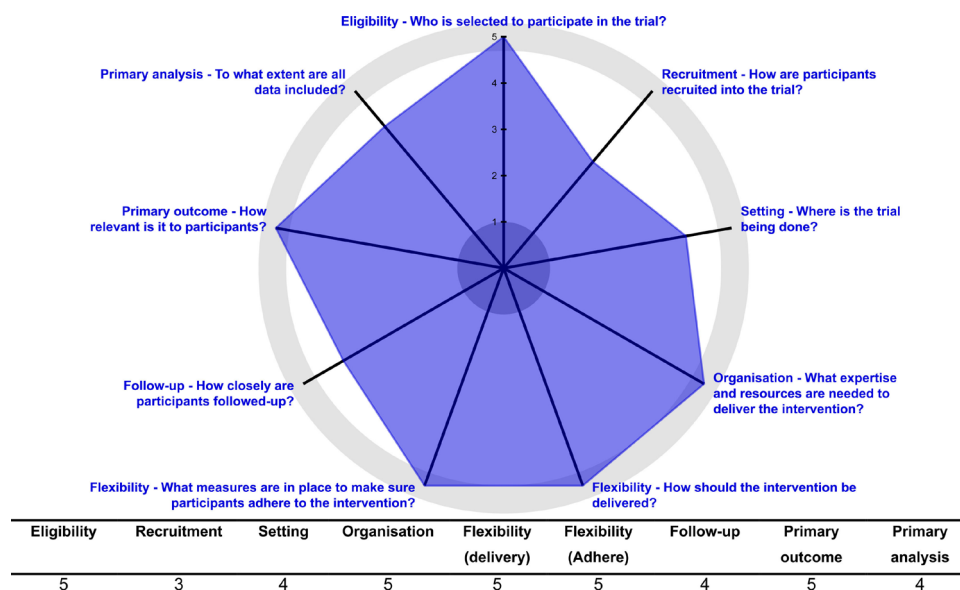 Eligibility - Who is selected to participate in the trial?
5
4
3
2
1
Primary analysis - To what extent are all
data included?
Recruitment - How are participants
recruited into the trial?
Primary outcome - How
relevant is it to participants?
Setting - Where is the trial
being done?
Follow-up - How closely are
participants followed-up?
Organisation - What expertise
and resources are needed to
deliver the intervention?
Flexibility - What measures are in place to make sure
participants adhere to the intervention?
Flexibility - How should the intervention be
delivered?
Eligibility Recruitment Setting Organisation Flexibility Flexibility Follow-up Primary Primary
(delivery) (Adhere) outcome analysis
5 3 4 5 5 5 4 5 4